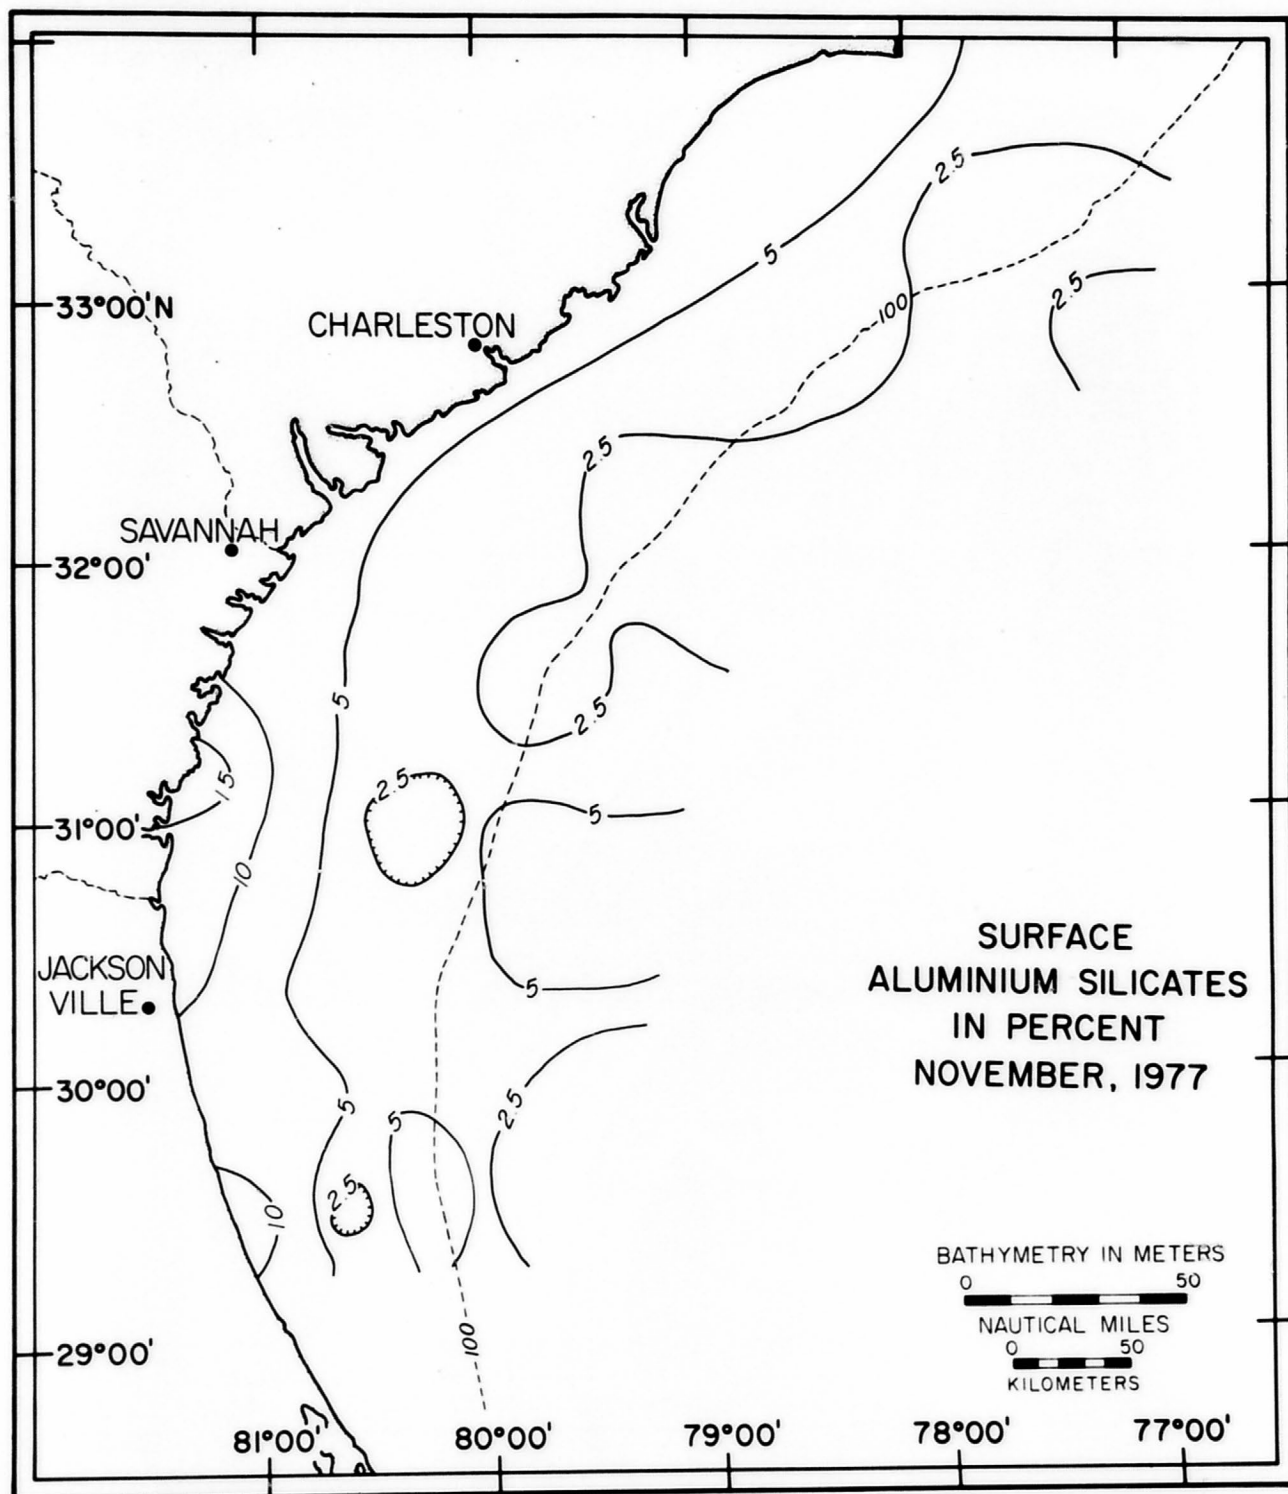 2.5
5
2.5
33°00'N
100
CHARLESTON
2.5
SAVANNAH
32°00'
5
2.5
2.5
15
5
31°00'
10
JACKSON
VILLE
5
SURFACE
ALUMINIUM SILICATES
IN PERCENT
NOVEMBER, 1977
30°00'
5
5
2.5
2.5
10
BATHYMETRY IN METERS
0 50
NAUTICAL MILES
0 50
KILOMETERS
100
29°00'
81°00' 80°00' 79°00' 78°00' 77°00'